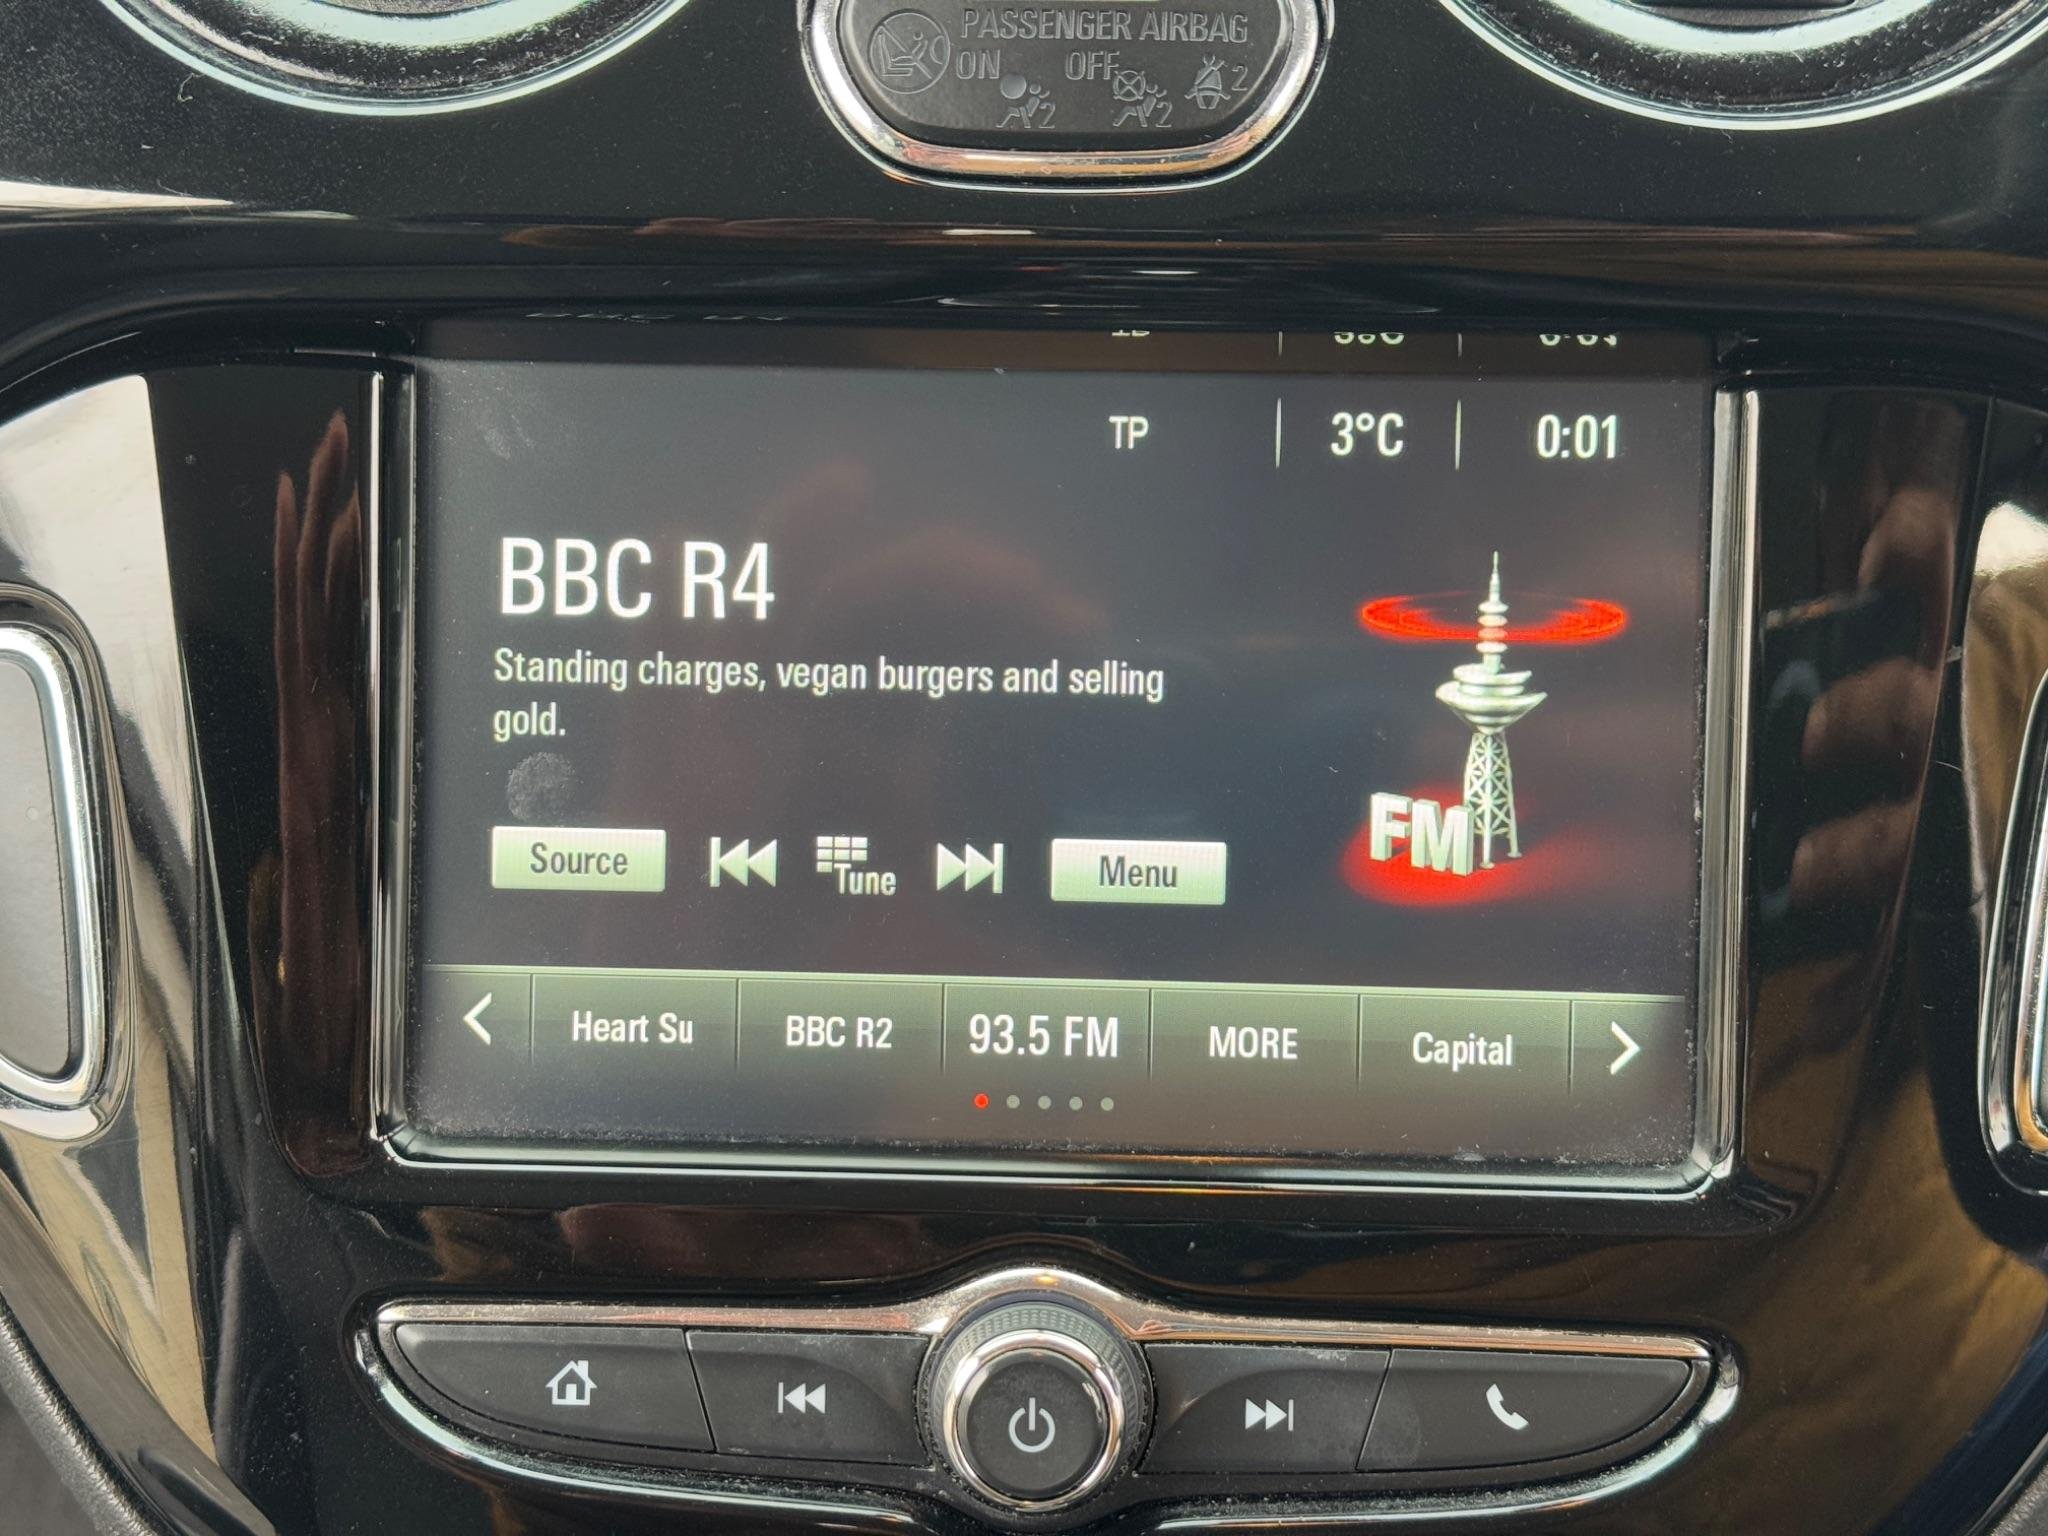 PASSENGER AIRBAG
ON OFF
2 2 2
TP 3°C 0:01
BBC R4
Standing charges, vegan burgers and selling
gold.
FM
Source Tune Menu
Heart Su BBC R2 93.5 FM MORE Capital